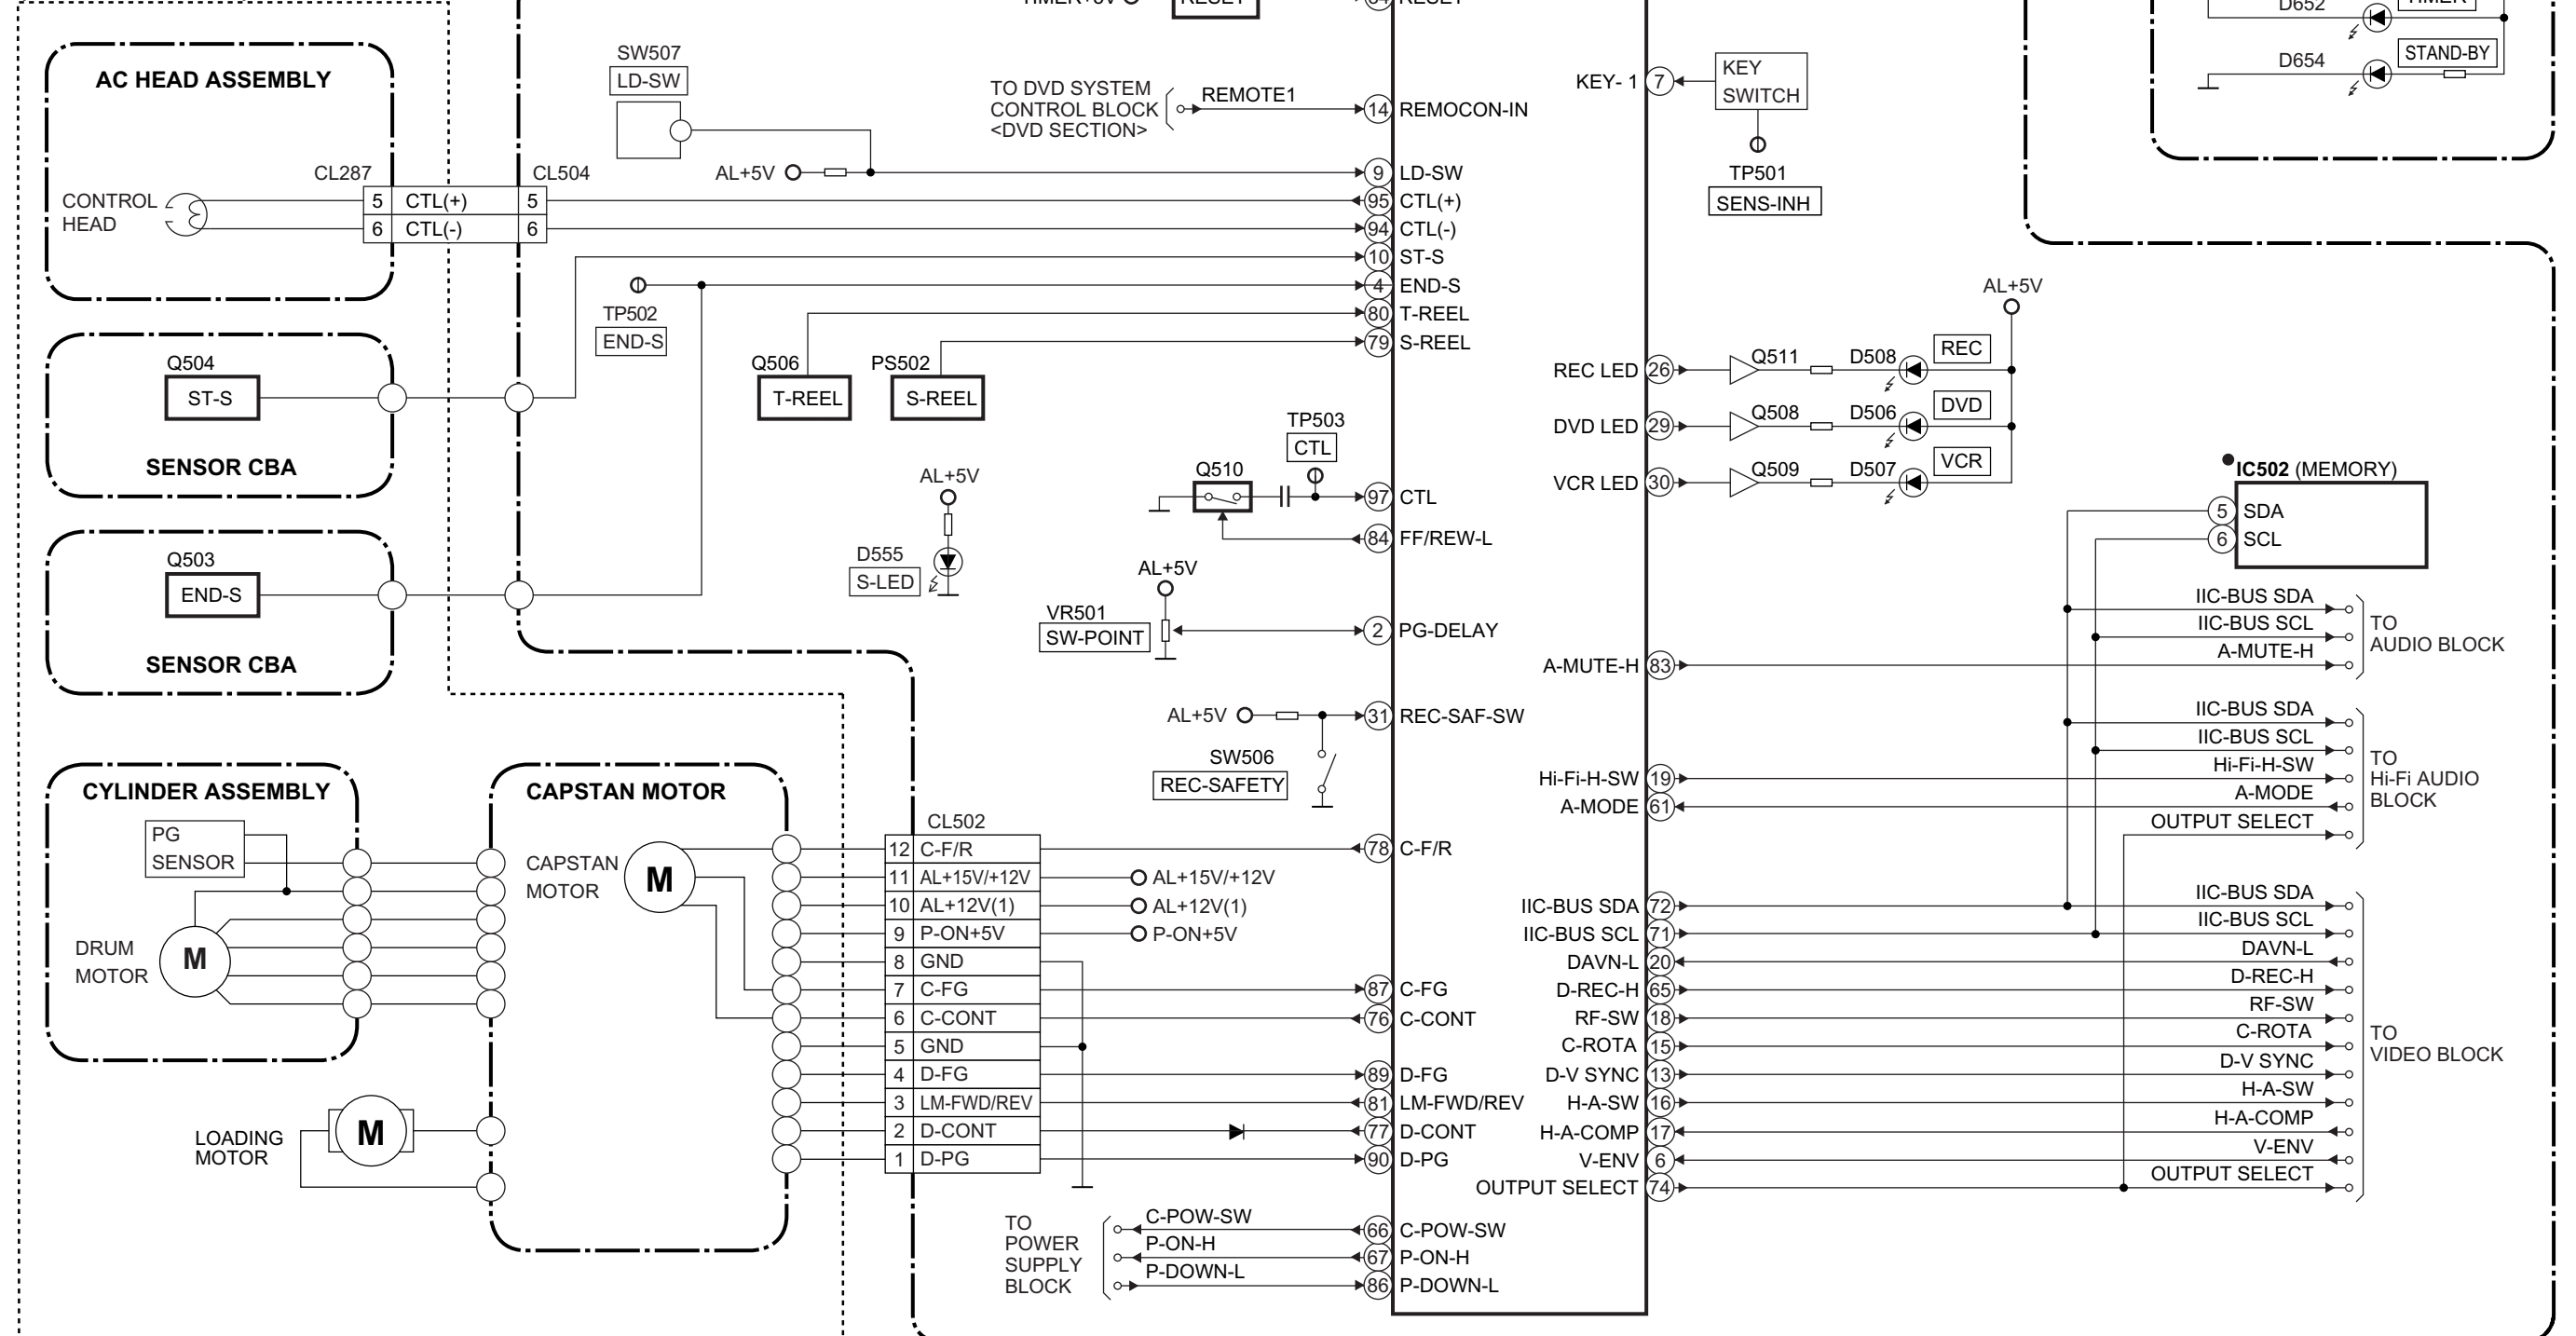 AC HEAD ASSEMBLY
CONTROL
HEAD
CL287
5 CTL(+) 5
6 CTL(-) 6
CL504
SW507
LD-SW
AL+5V
TO DVD SYSTEM
CONTROL BLOCK
<DVD SECTION>
REMOTE1
14 REMOCON-IN
9 LD-SW
95 CTL(+)
94 CTL(-)
10 ST-S
4 END-S
80 T-REEL
79 S-REEL
TP502
END-S
Q504
ST-S
SENSOR CBA
Q503
END-S
SENSOR CBA
Q506
T-REEL
PS502
S-REEL
AL+5V
D555
S-LED
TP503
CTL
Q510
97 CTL
84 FF/REW-L
AL+5V
VR501
SW-POINT
2 PG-DELAY
AL+5V
31 REC-SAF-SW
SW506
REC-SAFETY
CYLINDER ASSEMBLY
PG
SENSOR
DRUM
MOTOR
M
LOADING
MOTOR
M
CAPSTAN MOTOR
CAPSTAN
MOTOR
M
CL502
12 C-F/R
11 AL+15V/+12V
10 AL+12V(1)
9 P-ON+5V
8 GND
7 C-FG
6 C-CONT
5 GND
4 D-FG
3 LM-FWD/REV
2 D-CONT
1 D-PG
AL+15V/+12V
AL+12V(1)
P-ON+5V
78 C-F/R
87 C-FG
76 C-CONT
89 D-FG
81 LM-FWD/REV
77 D-CONT
90 D-PG
TO
POWER
SUPPLY
BLOCK
C-POW-SW
P-ON-H
P-DOWN-L
66 C-POW-SW
67 P-ON-H
86 P-DOWN-L
KEY- 1 7
KEY
SWITCH
TP501
SENS-INH
D652
D654
STAND-BY
AL+5V
REC LED 26 Q511 D508 REC
DVD LED 29 Q508 D506 DVD
VCR LED 30 Q509 D507 VCR
IC502 (MEMORY)
5 SDA
6 SCL
A-MUTE-H 83
IIC-BUS SDA
IIC-BUS SCL
A-MUTE-H
TO
AUDIO BLOCK
Hi-Fi-H-SW 19
A-MODE 61
IIC-BUS SDA
IIC-BUS SCL
Hi-Fi-H-SW
A-MODE
OUTPUT SELECT
TO
Hi-Fi AUDIO
BLOCK
IIC-BUS SDA 72
IIC-BUS SCL 71
DAVN-L 20
D-REC-H 65
RF-SW 18
C-ROTA 15
D-V SYNC 13
H-A-SW 16
H-A-COMP 17
V-ENV 6
OUTPUT SELECT 74
IIC-BUS SDA
IIC-BUS SCL
DAVN-L
D-REC-H
RF-SW
C-ROTA
D-V SYNC
H-A-SW
H-A-COMP
V-ENV
OUTPUT SELECT
TO
VIDEO BLOCK